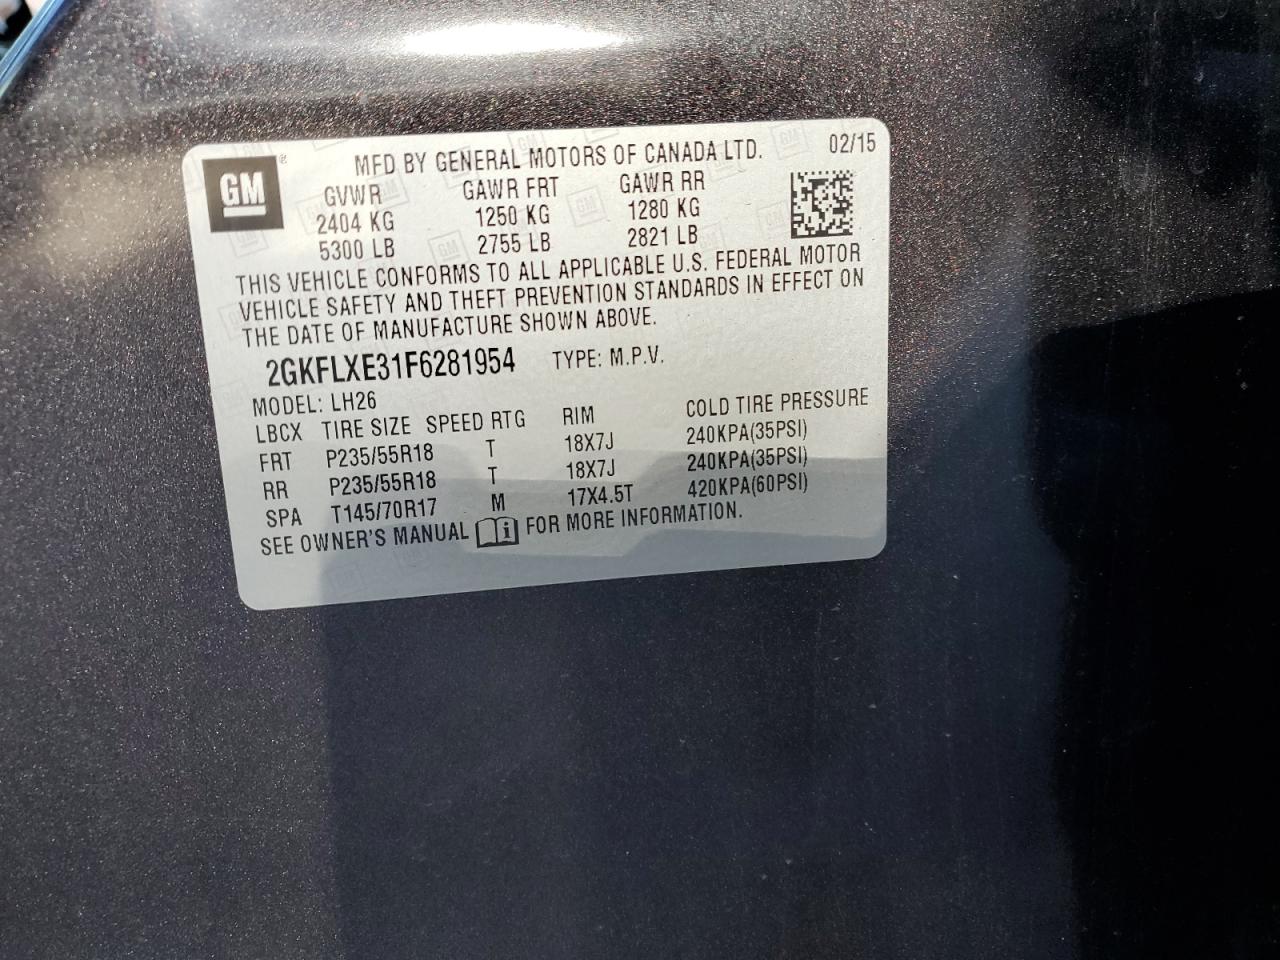 GM ®
MFD BY GENERAL MOTORS OF CANADA LTD. 02/15
GVWR GAWR FRT GAWR RR
2404 KG 1250 KG 1280 KG
5300 LB 2755 LB 2821 LB
THIS VEHICLE CONFORMS TO ALL APPLICABLE U.S. FEDERAL MOTOR
VEHICLE SAFETY AND THEFT PREVENTION STANDARDS IN EFFECT ON
THE DATE OF MANUFACTURE SHOWN ABOVE.
2GKFLXE31F6281954 TYPE: M.P.V.
MODEL: LH26
LBCX TIRE SIZE SPEED RTG RIM COLD TIRE PRESSURE
FRT P235/55R18 T 18X7J 240KPA(35PSI)
RR P235/55R18 T 18X7J 240KPA(35PSI)
SPA T145/70R17 M 17X4.5T 420KPA(60PSI)
SEE OWNER'S MANUAL i FOR MORE INFORMATION.